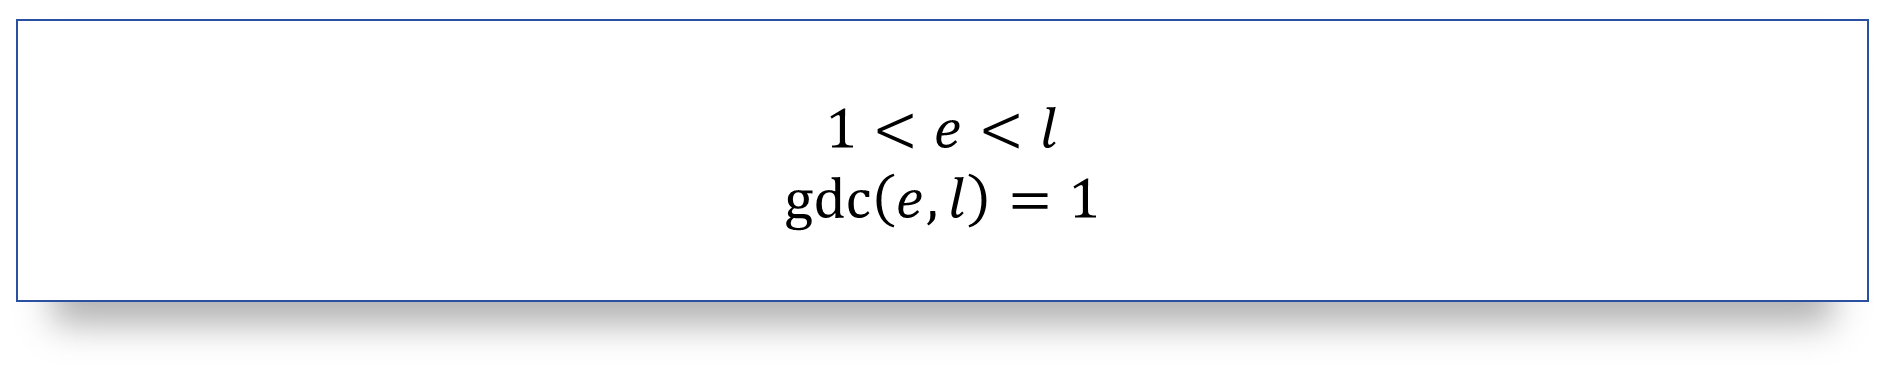 1 < e < l
gdc(e, l) = 1